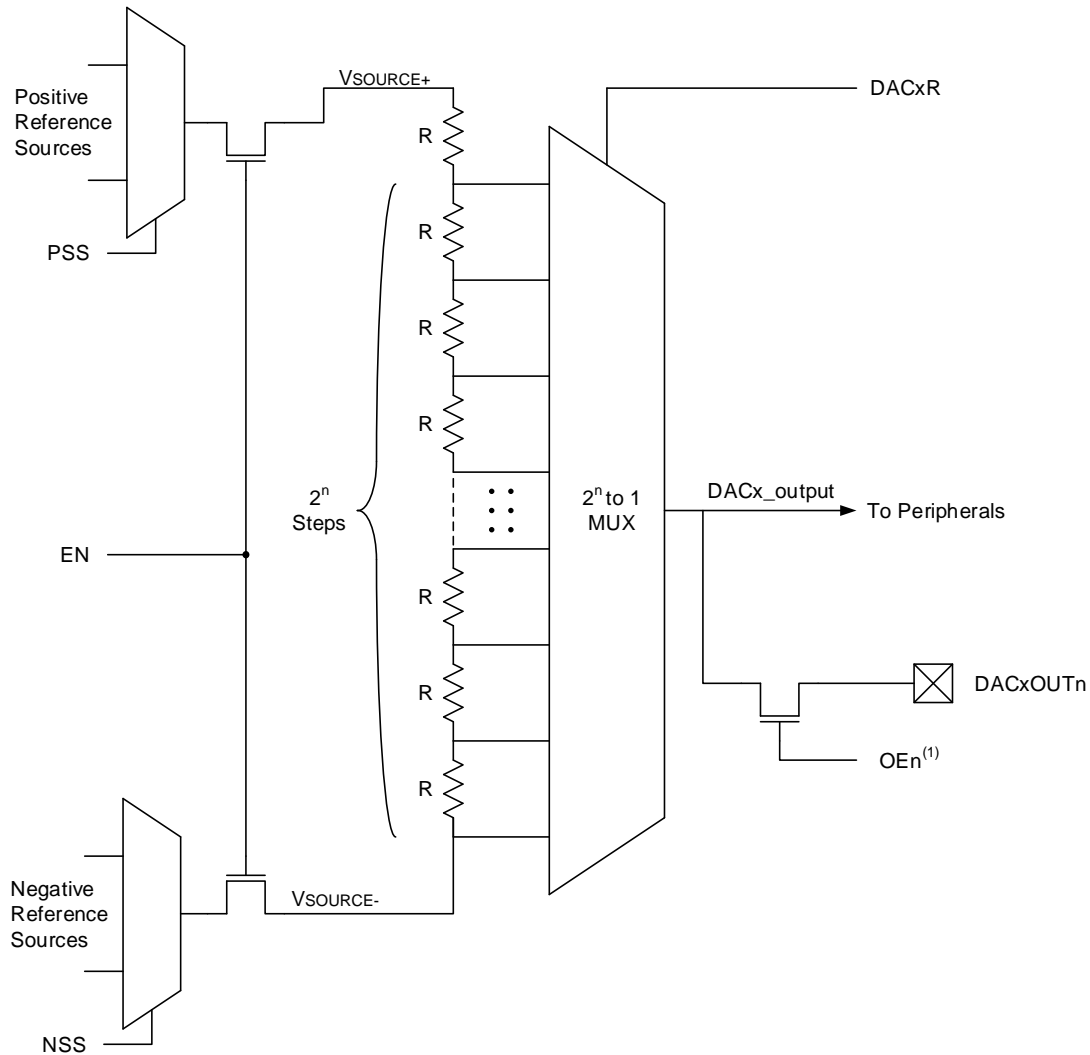 VSOURCE+
DACxR
Positive
Reference
Sources
R
PSS
R
R
R
2ⁿ
Steps
2ⁿ to 1
MUX
DACx_output
To Peripherals
EN
R
R
DACxOUTn
OEn⁽¹⁾
R
Negative
Reference
Sources
VSOURCE-
NSS